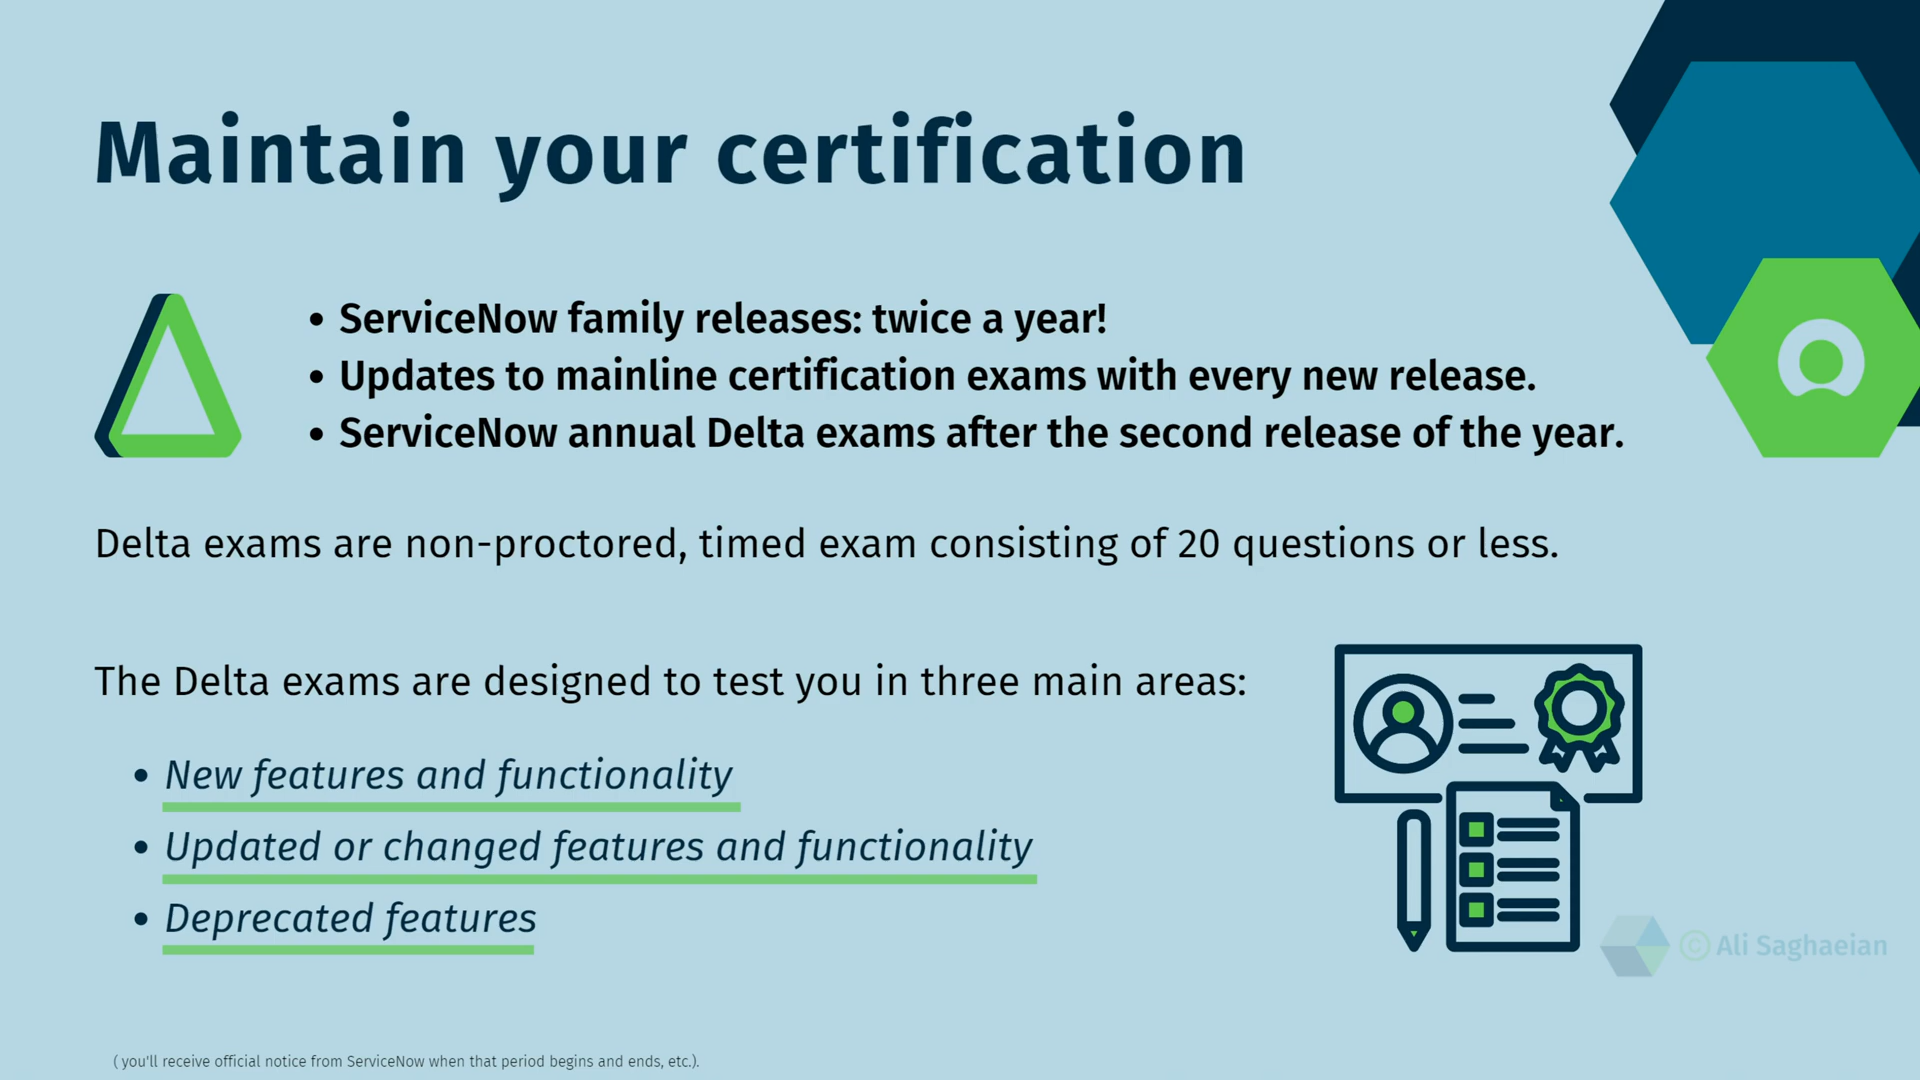 Maintain your certification
• ServiceNow family releases: twice a year!
• Updates to mainline certification exams with every new release.
• ServiceNow annual Delta exams after the second release of the year.
Delta exams are non-proctored, timed exam consisting of 20 questions or less.
The Delta exams are designed to test you in three main areas:
• New features and functionality
• Updated or changed features and functionality
• Deprecated features
© Ali Saghaeian
( you'll receive official notice from ServiceNow when that period begins and ends, etc.).